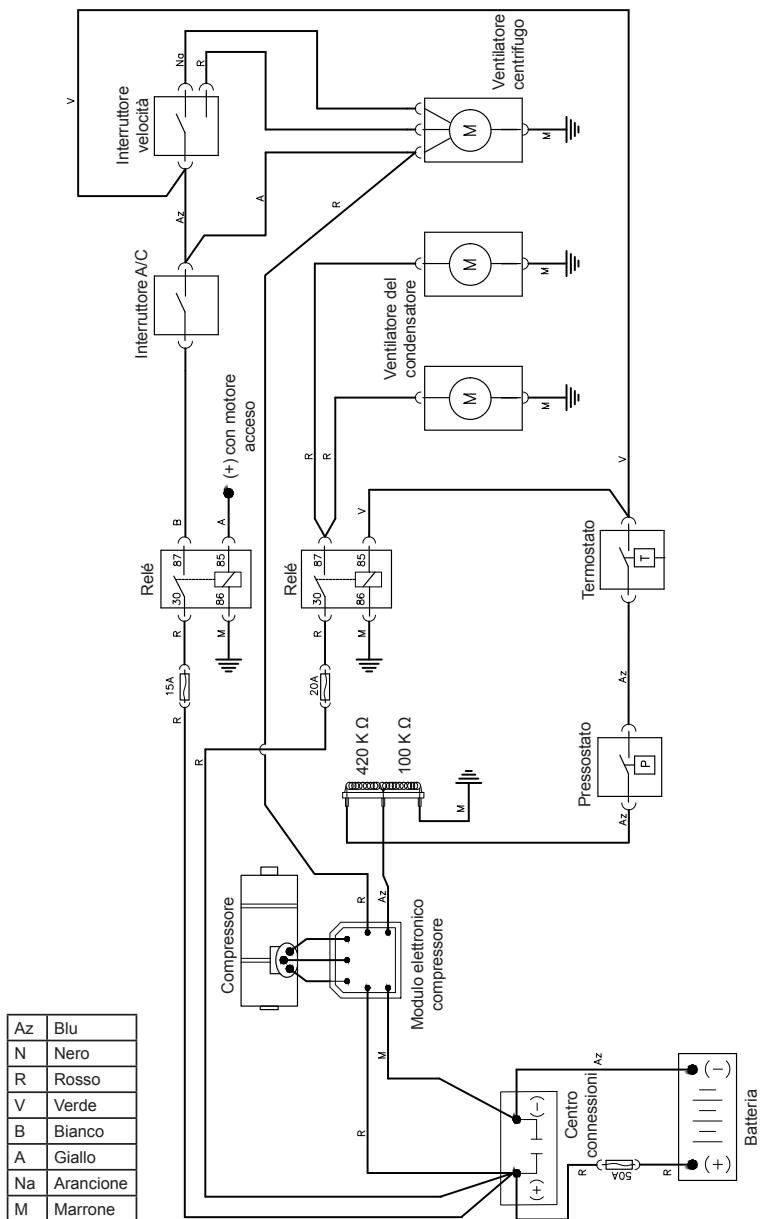 V
Na
R
Interruttore
velocità
Az
A
Interruttore A/C
B
(+) con motore
acceso
A
Relé
30
87
86
85
R
M
15A
R
R
Ventilatore
centrifugo
M
M
Ventilatore del
condensatore
M
M
M
M
R
R
Relé
30
87
86
85
V
R
M
20A
R
V
Termostato
T
Az
Pressostato
P
Az
420 K Ω
100 K Ω
M
Compressore
R
Az
Modulo elettronico
compressore
R
M
Centro
connessioni
(+)
(-)
R
50A
R
Az
Batteria
(+)
(-)
Az Blu
N Nero
R Rosso
V Verde
B Bianco
A Giallo
Na Arancione
M Marrone